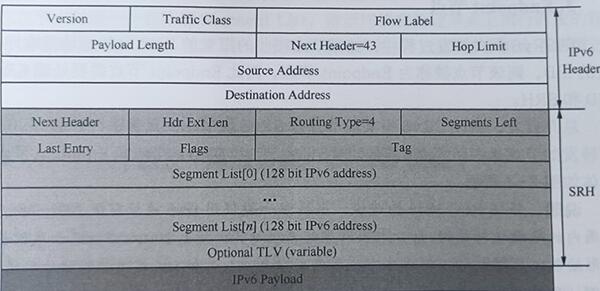 Version Traffic Class Flow Label
Payload Length Next Header=43 Hop Limit
IPv6 Header
Source Address
Destination Address
Next Header Hdr Ext Len Routing Type=4 Segments Left
Last Entry Flags Tag
Segment List[0] (128 bit IPv6 address)
...
SRH
Segment List[n] (128 bit IPv6 address)
Optional TLV (variable)
IPv6 Payload